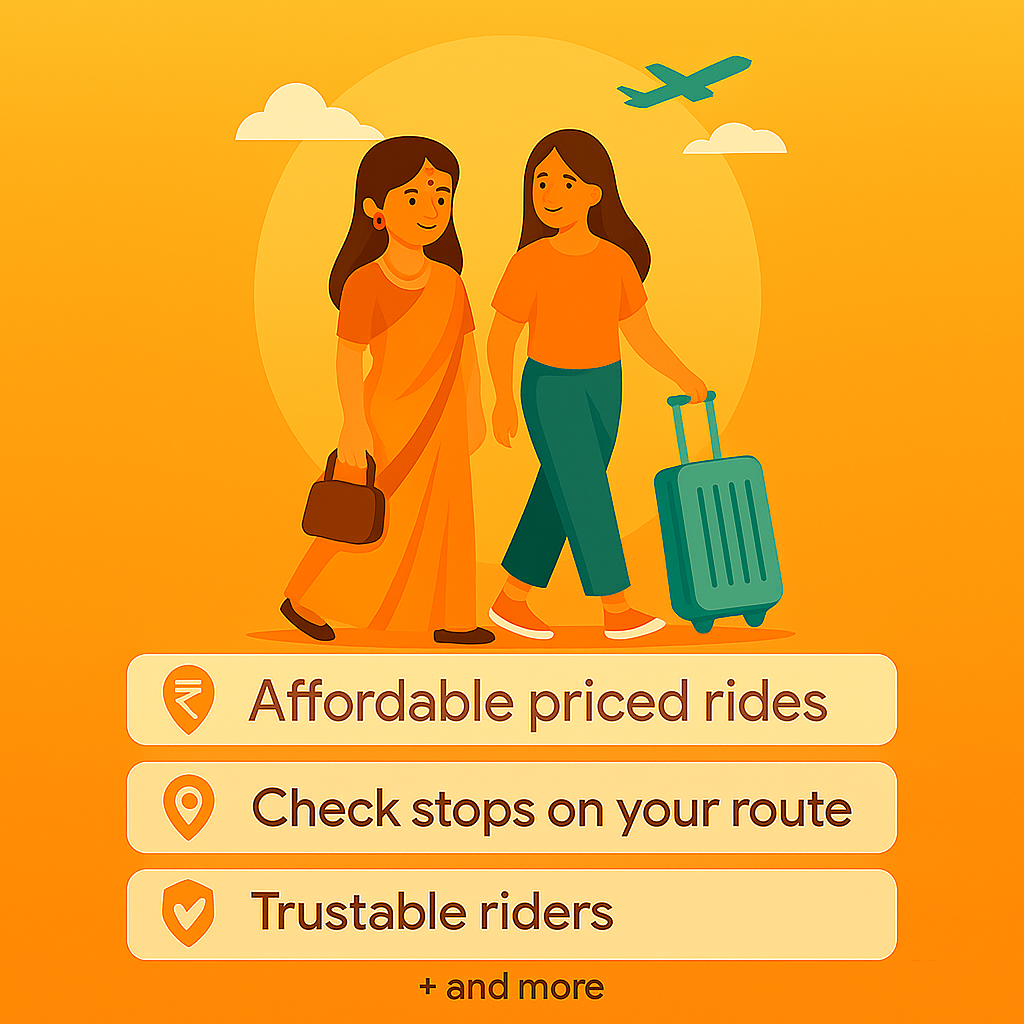 ₹
Affordable priced rides
Check stops on your route
Trustable riders
+ and more